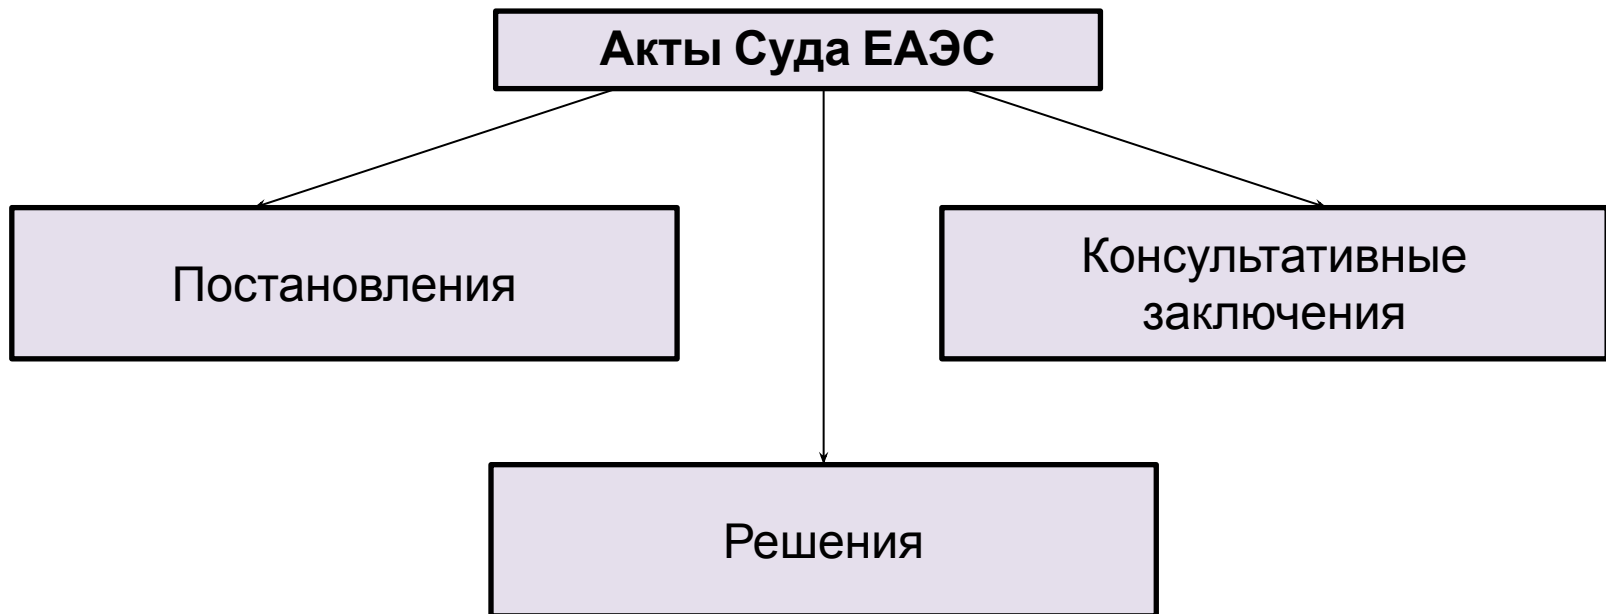 Акты Суда ЕАЭС
Постановления
Консультативные
заключения
Решения